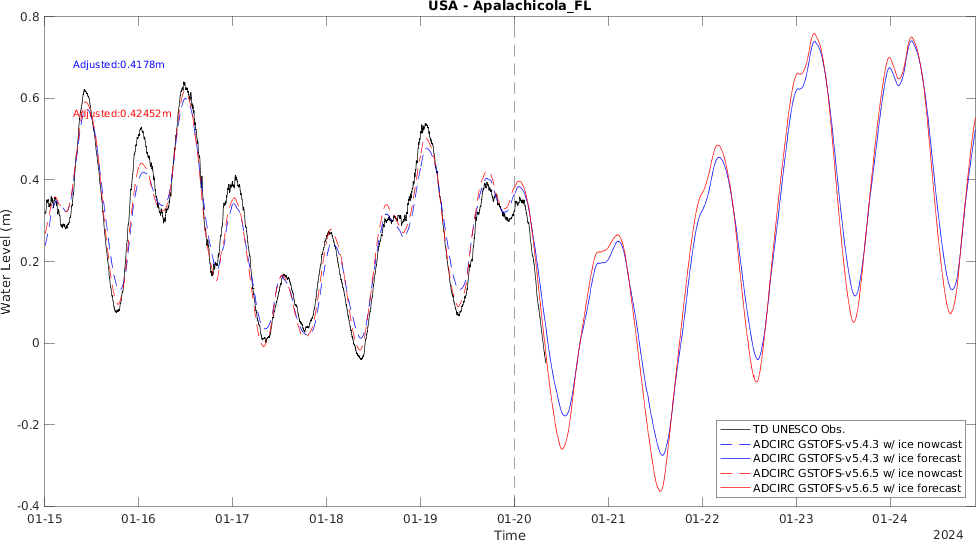 USA - Apalachicola_FL
0.8
0.6
0.4
0.2
0
-0.2
-0.4
Water Level (m)
Adjusted:0.4178m
Adjusted:0.42452m
TD UNESCO Obs.
ADCIRC GSTOFS-v5.4.3 w/ ice nowcast
ADCIRC GSTOFS-v5.4.3 w/ ice forecast
ADCIRC GSTOFS-v5.6.5 w/ ice nowcast
ADCIRC GSTOFS-v5.6.5 w/ ice forecast
01-15 01-16 01-17 01-18 01-19 01-20 01-21 01-22 01-23 01-24
Time
2024